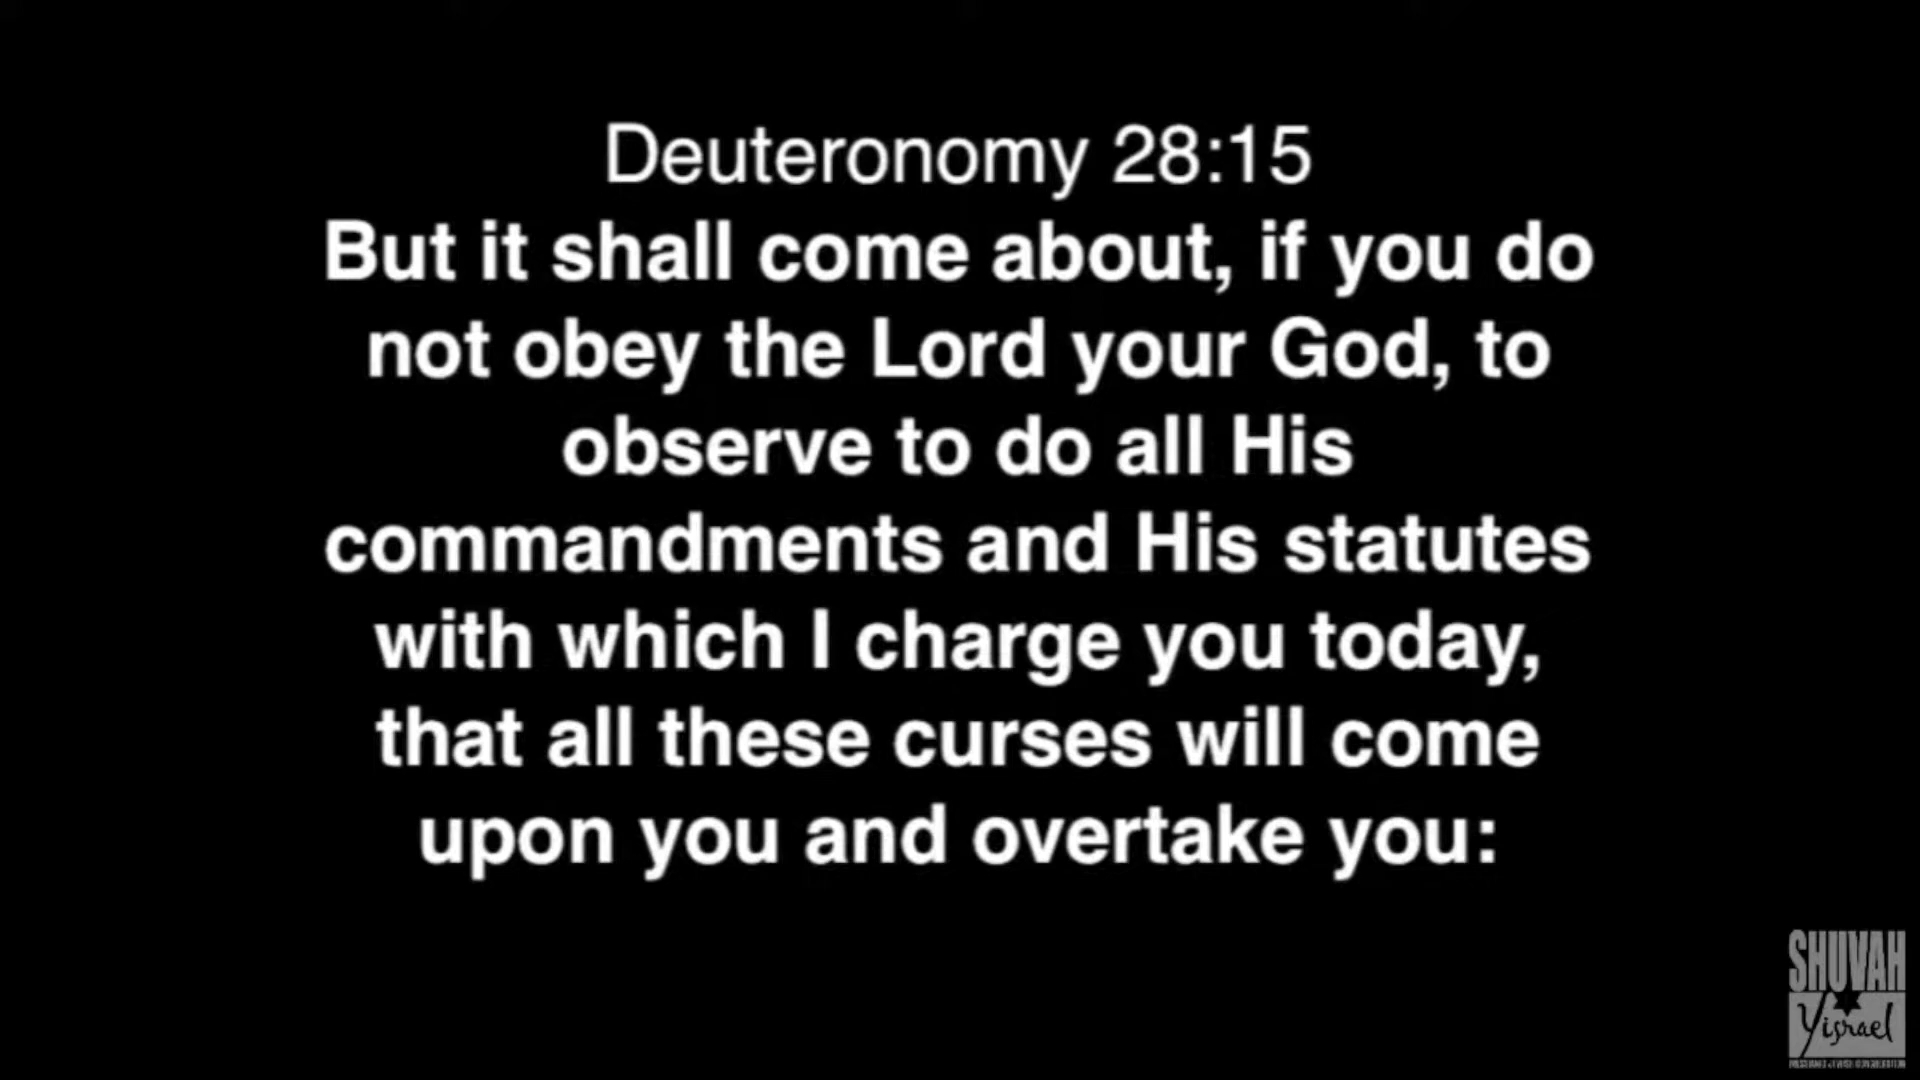 Deuteronomy 28:15
But it shall come about, if you do
not obey the Lord your God, to
observe to do all His
commandments and His statutes
with which I charge you today,
that all these curses will come
upon you and overtake you:
SHUVAH
Yisrael